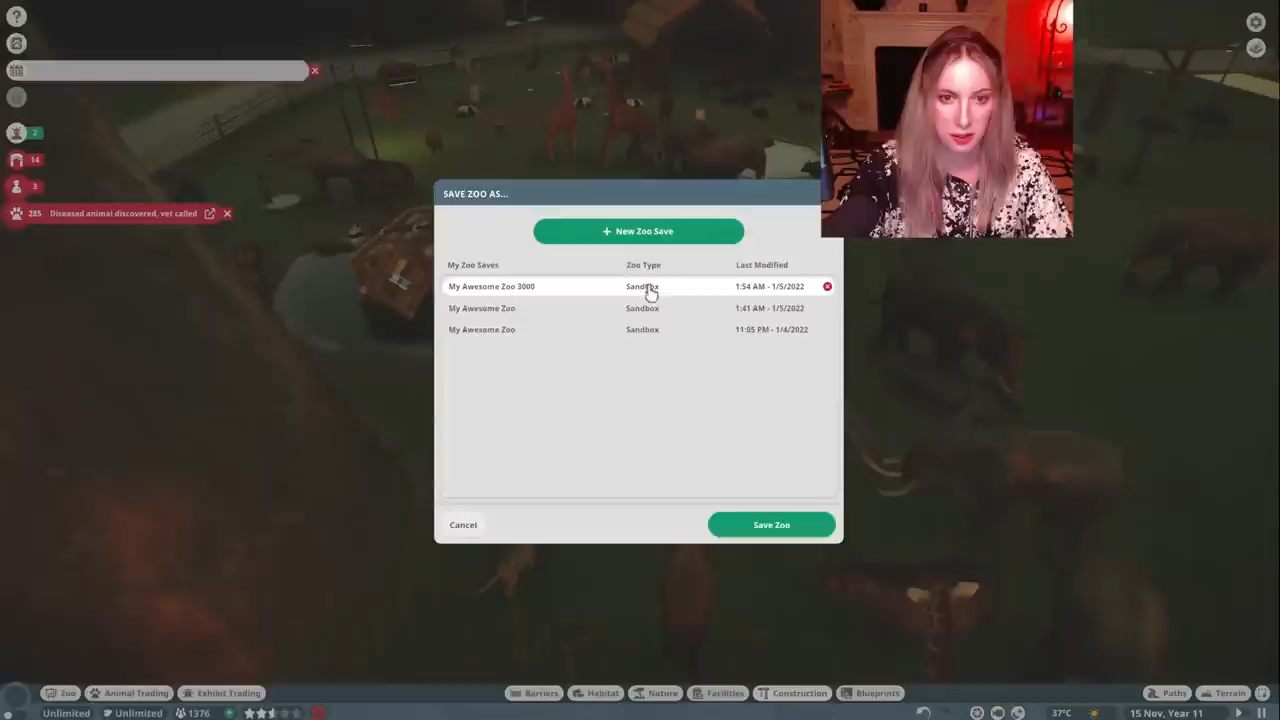 2
14
3
285 Diseased animal discovered, vet called
SAVE ZOO AS...
+ New Zoo Save
My Zoo Saves Zoo Type Last Modified
My Awesome Zoo 3000 Sandbox 1:54 AM - 1/5/2022
My Awesome Zoo Sandbox 1:41 AM - 1/5/2022
My Awesome Zoo Sandbox 11:05 PM - 1/4/2022
Cancel Save Zoo
Zoo Animal Trading Exhibit Trading Barriers Habitat Nature Facilities Construction Blueprints Paths Terrain
Unlimited Unlimited 1376 37°C 15 Nov, Year 11